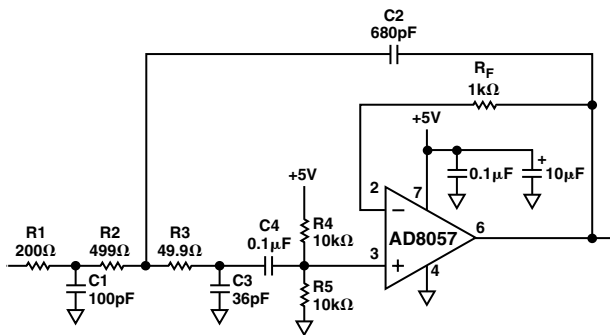 C2
680pF
RF
1kΩ
+5V
0.1μF
+
10μF
2
7
–
AD8057
6
3
+
4
+5V
R4
10kΩ
R5
10kΩ
C4
0.1μF
R1
200Ω
R2
499Ω
R3
49.9Ω
C1
100pF
C3
36pF